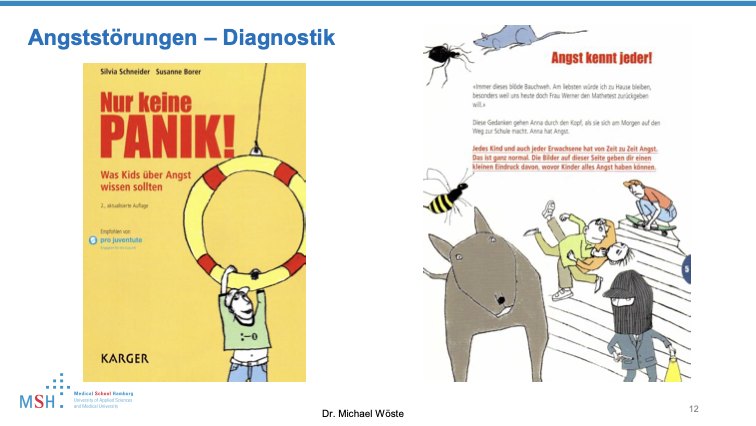 Angststörungen – Diagnostik
Silvia Schneider Susanne Borer
Nur keine
PANIK!
Was Kids über Angst
wissen sollten
2., aktualisierte Auflage
Empfohlen von
pro juventute
KARGER
Angst kennt jeder!
«Immer dieses blöde Bauchweh. Am liebsten würde ich zu Hause bleiben,
besonders weil uns heute doch Frau Werner den Mathetest zurückgeben
will.»
Diese Gedanken gehen Anna durch den Kopf, als sie sich am Morgen auf den
Weg zur Schule macht. Anna hat Angst.
Jedes Kind und auch jeder Erwachsene hat von Zeit zu Zeit Angst.
Das ist ganz normal. Die Bilder auf dieser Seite geben dir einen
kleinen Eindruck davon, wovor Kinder alles Angst haben können.
5
MSH
Medical School Hamburg
University of Applied Sciences
and Medical University
Dr. Michael Wöste
12